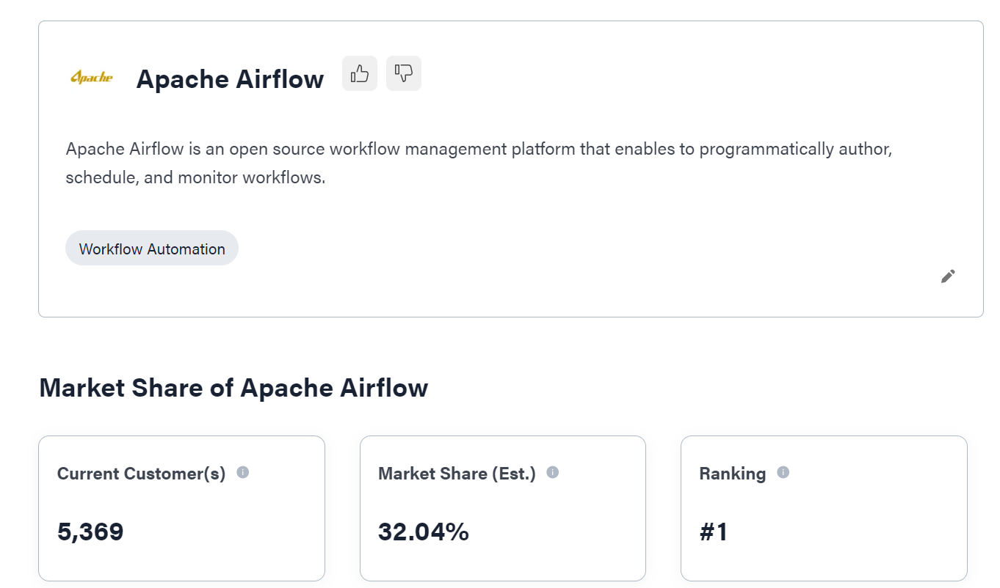 Apache
Apache Airflow
Apache Airflow is an open source workflow management platform that enables to programmatically author,
schedule, and monitor workflows.
Workflow Automation
Market Share of Apache Airflow
Current Customer(s) i
5,369
Market Share (Est.) i
32.04%
Ranking i
#1